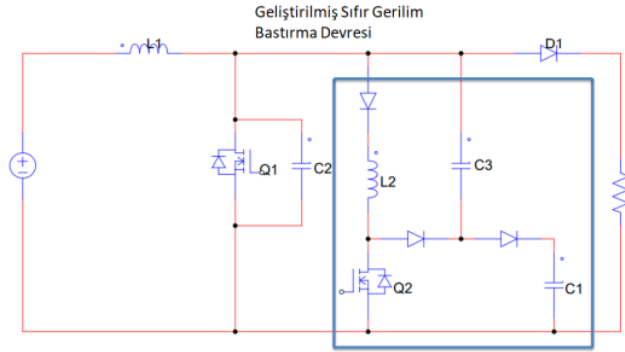 Geliştirilmiş Sıfır Gerilim
Bastırma Devresi
L1
D1
Q1
C2
C3
L2
Q2
C1